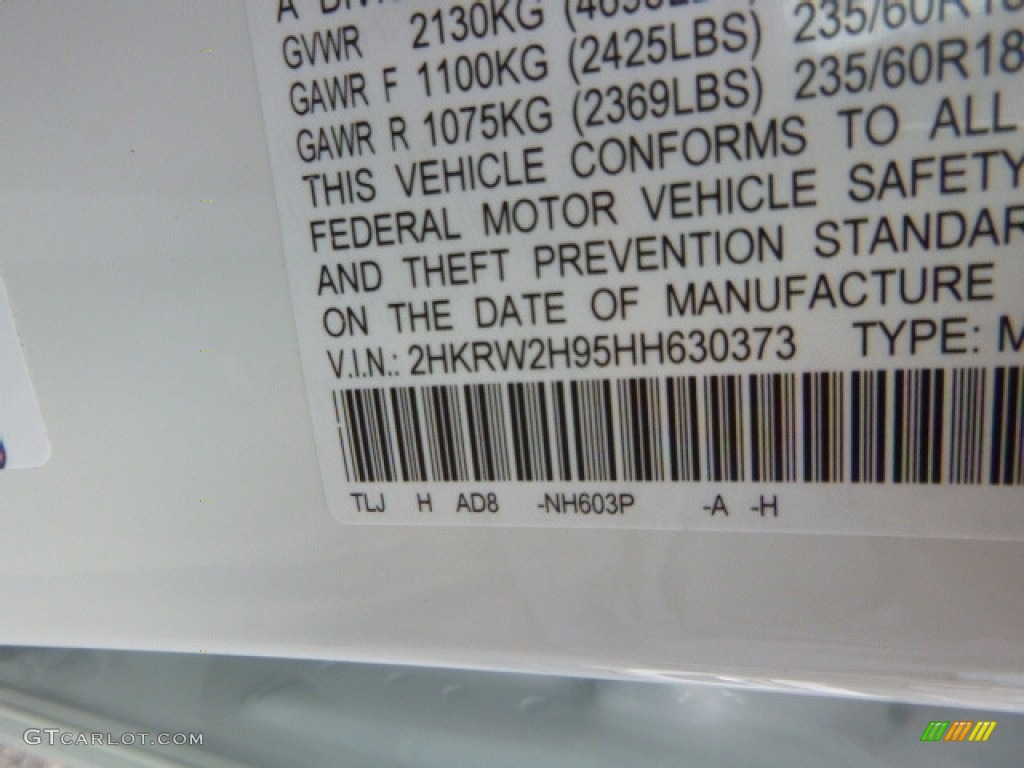 GVWR 2130KG
GAWR F 1100KG (2425LBS) 235/60R18
GAWR R 1075KG (2369LBS) 235/60R18
THIS VEHICLE CONFORMS TO ALL
FEDERAL MOTOR VEHICLE SAFETY
AND THEFT PREVENTION STANDAR
ON THE DATE OF MANUFACTURE
V.I.N.: 2HKRW2H95HH630373 TYPE: M
TLJ H AD8 -NH603P -A -H
GTCARLOT.COM